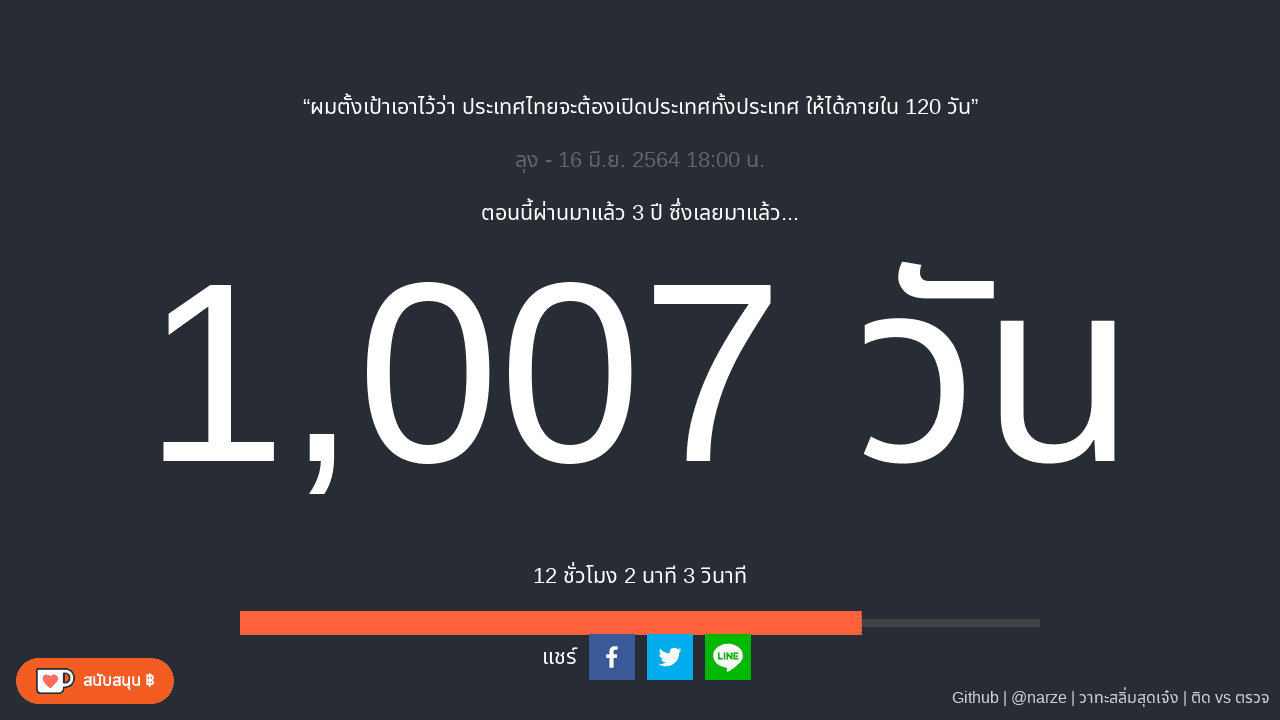 “ผมตั้งเป้าเอาไว้ว่า ประเทศไทยจะต้องเปิดประเทศทั้งประเทศ ให้ได้ภายใน 120 วัน”
ลุง - 16 มิ.ย. 2564 18:00 น.
ตอนนี้ผ่านมาแล้ว 3 ปี ซึ่งเลยมาแล้ว...
1,007 วัน
12 ชั่วโมง 2 นาที 3 วินาที
แชร์
LINE
สนับสนุน ฿
Github | @narze | วาทะสลิ่มสุดเจ๋ง | ติด vs ตรวจ